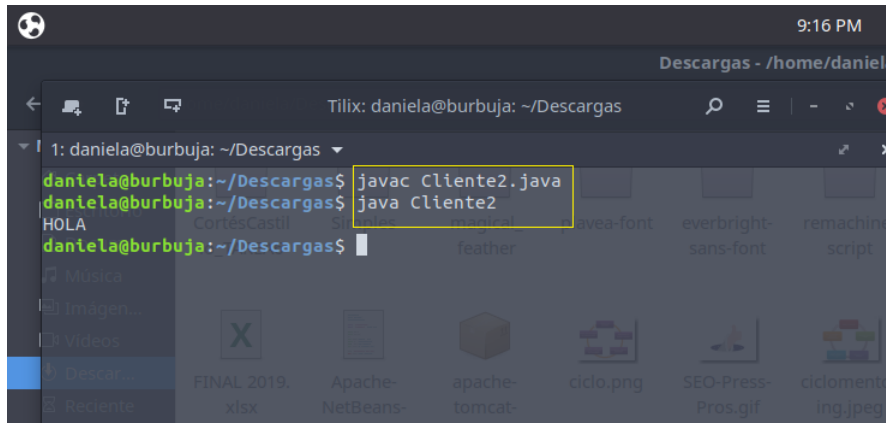 9:16 PM
Descargas - /home/daniel
Tilix: daniela@burbuja: ~/Descargas
1: daniela@burbuja: ~/Descargas
daniela@burbuja:~/Descargas$ javac Cliente2.java
daniela@burbuja:~/Descargas$ java Cliente2
HOLA
daniela@burbuja:~/Descargas$
CortésCastil
Simples
magical_
feather
playea-font
everbright-
sans-font
remachine
script
Música
Imágen...
Vídeos
Descar...
Reciente
FINAL 2019.
xlsx
Apache-
NetBeans-
apache-
tomcat-
ciclo.png
SEO-Press-
Pros.gif
ciclomento
ing.jpeg